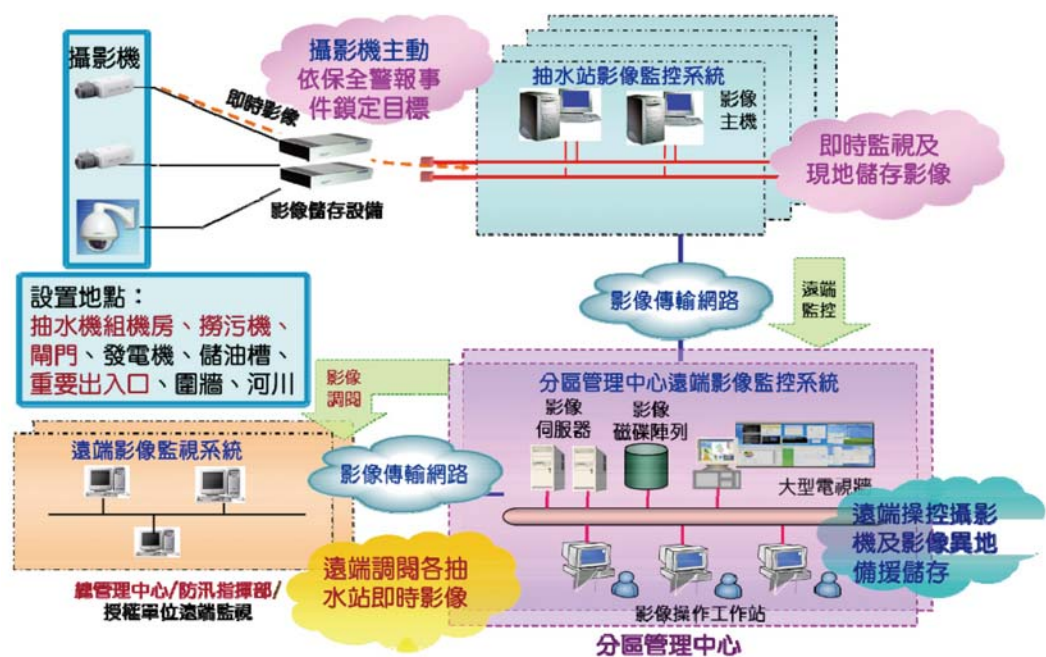 攝影機
即時影像
影像儲存設備
攝影機主動
依保全警報事
件鎖定目標
抽水站影像監控系統
影像
主機
即時監視及
現地儲存影像
設置地點：
抽水機組機房、撈污機、
閘門、發電機、儲油槽、
重要出入口、圍牆、河川
影像傳輸網路
遠端
監控
影像
調閱
分區管理中心遠端影像監控系統
影像
伺服器
影像
磁碟陣列
大型電視牆
遠端操控攝影
機及影像異地
備援儲存
影像操作工作站
分區管理中心
遠端影像監視系統
影像傳輸網路
遠端調閱各抽
水站即時影像
總管理中心/防汛指揮部/
授權單位遠端監視